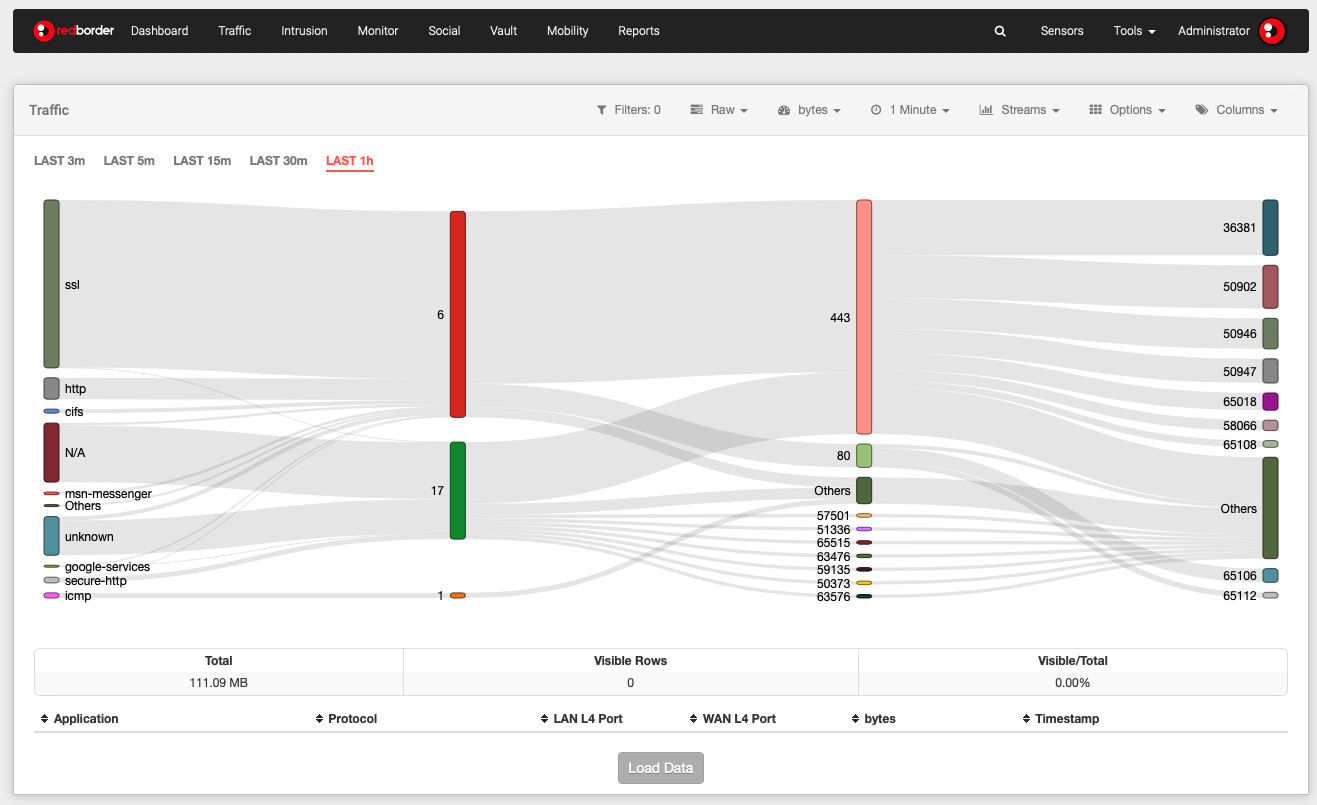 redborder Dashboard Traffic Intrusion Monitor Social Vault Mobility Reports Sensors Tools Administrator
Traffic Filters: 0 Raw bytes 1 Minute Streams Options Columns
LAST 3m LAST 5m LAST 15m LAST 30m LAST 1h
ssl
http
cifs
N/A
msn-messenger
Others
unknown
google-services
secure-http
icmp
6
17
1
443
80
Others
57501
51336
65515
63476
59135
50373
63576
36381
50902
50946
50947
65018
58066
65108
Others
65106
65112
Total Visible Rows Visible/Total
111.09 MB 0 0.00%
Application Protocol LAN L4 Port WAN L4 Port bytes Timestamp
Load Data